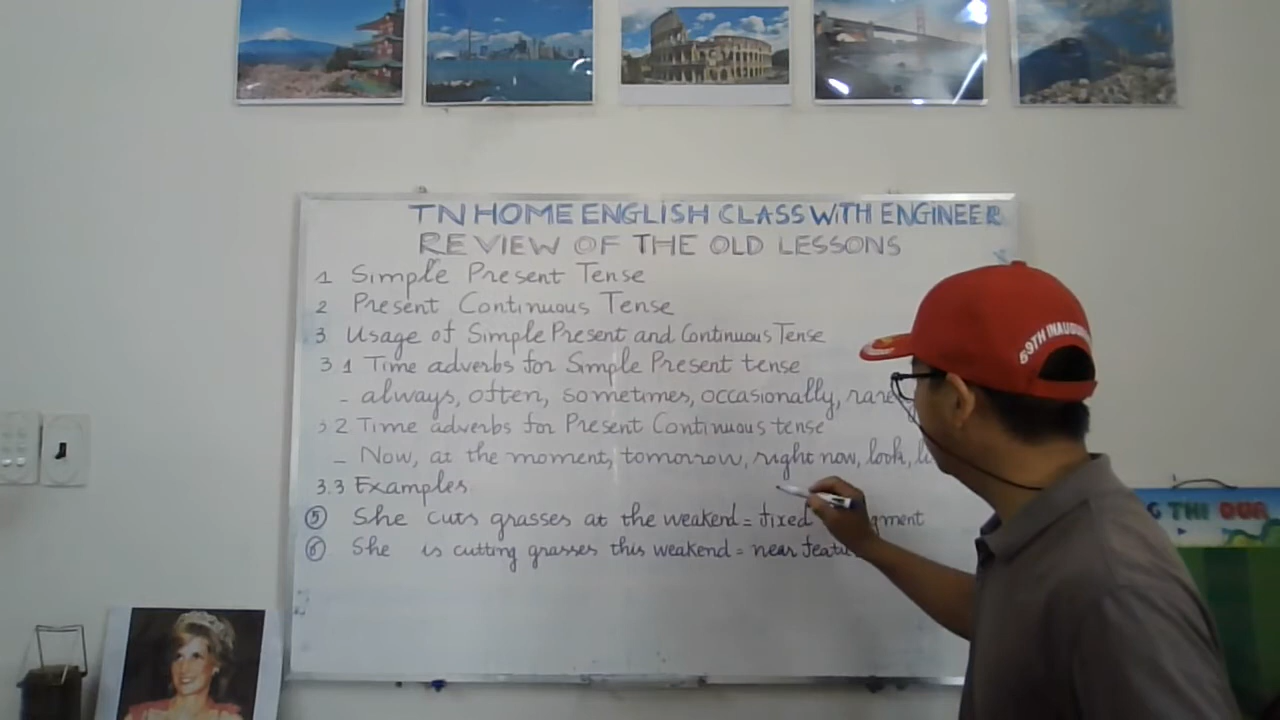 TN HOME ENGLISH CLASS WITH ENGINEER
REVIEW OF THE OLD LESSONS
1 Simple Present Tense
2 Present Continuous Tense
3 Usage of Simple Present and Continuous Tense
3 1 Time adverbs for Simple Present tense
- always, often, sometimes, occasionally,
3 2 Time adverbs for Present Continuous tense
- Now, at the moment, tomorrow, right now, look,
3.3 Examples
5 She cuts grasses at the weakend = fixed
6 She is cutting grasses this weakend = near
59TH
THI ĐUA